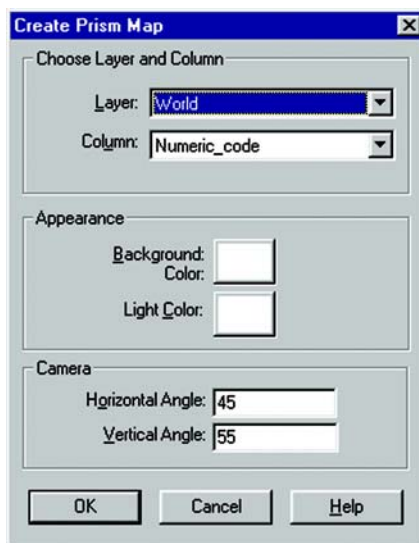 Create Prism Map
Choose Layer and Column
Layer: World
Column: Numeric_code
Appearance
Background
Color:
Light Color:
Camera
Horizontal Angle: 45
Vertical Angle: 55
OK Cancel Help